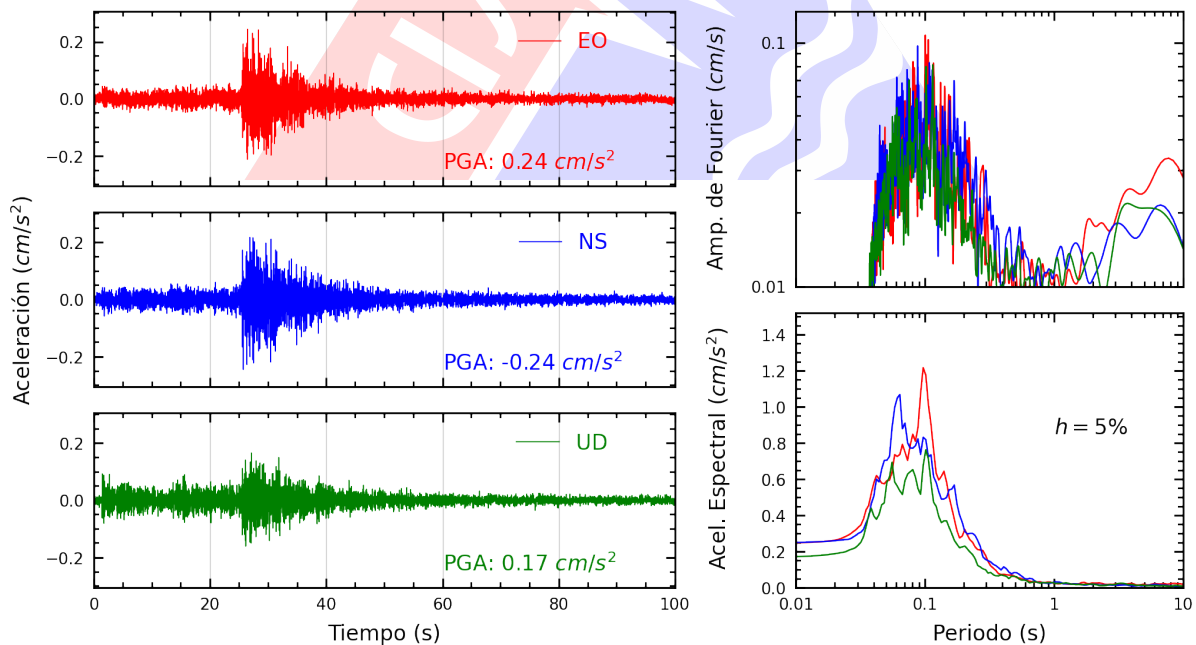 0.2
0.0
−0.2
EO
PGA: 0.24 cm/s²
0.2
0.0
−0.2
NS
PGA: -0.24 cm/s²
0.2
0.0
−0.2
UD
PGA: 0.17 cm/s²
0 20 40 60 80 100
Tiempo (s)
Aceleración (cm/s²)
0.1
0.01
Amp. de Fourier (cm/s)
1.4
1.2
1.0
0.8
0.6
0.4
0.2
0.0
h = 5%
Acel. Espectral (cm/s²)
0.01 0.1 1 10
Periodo (s)